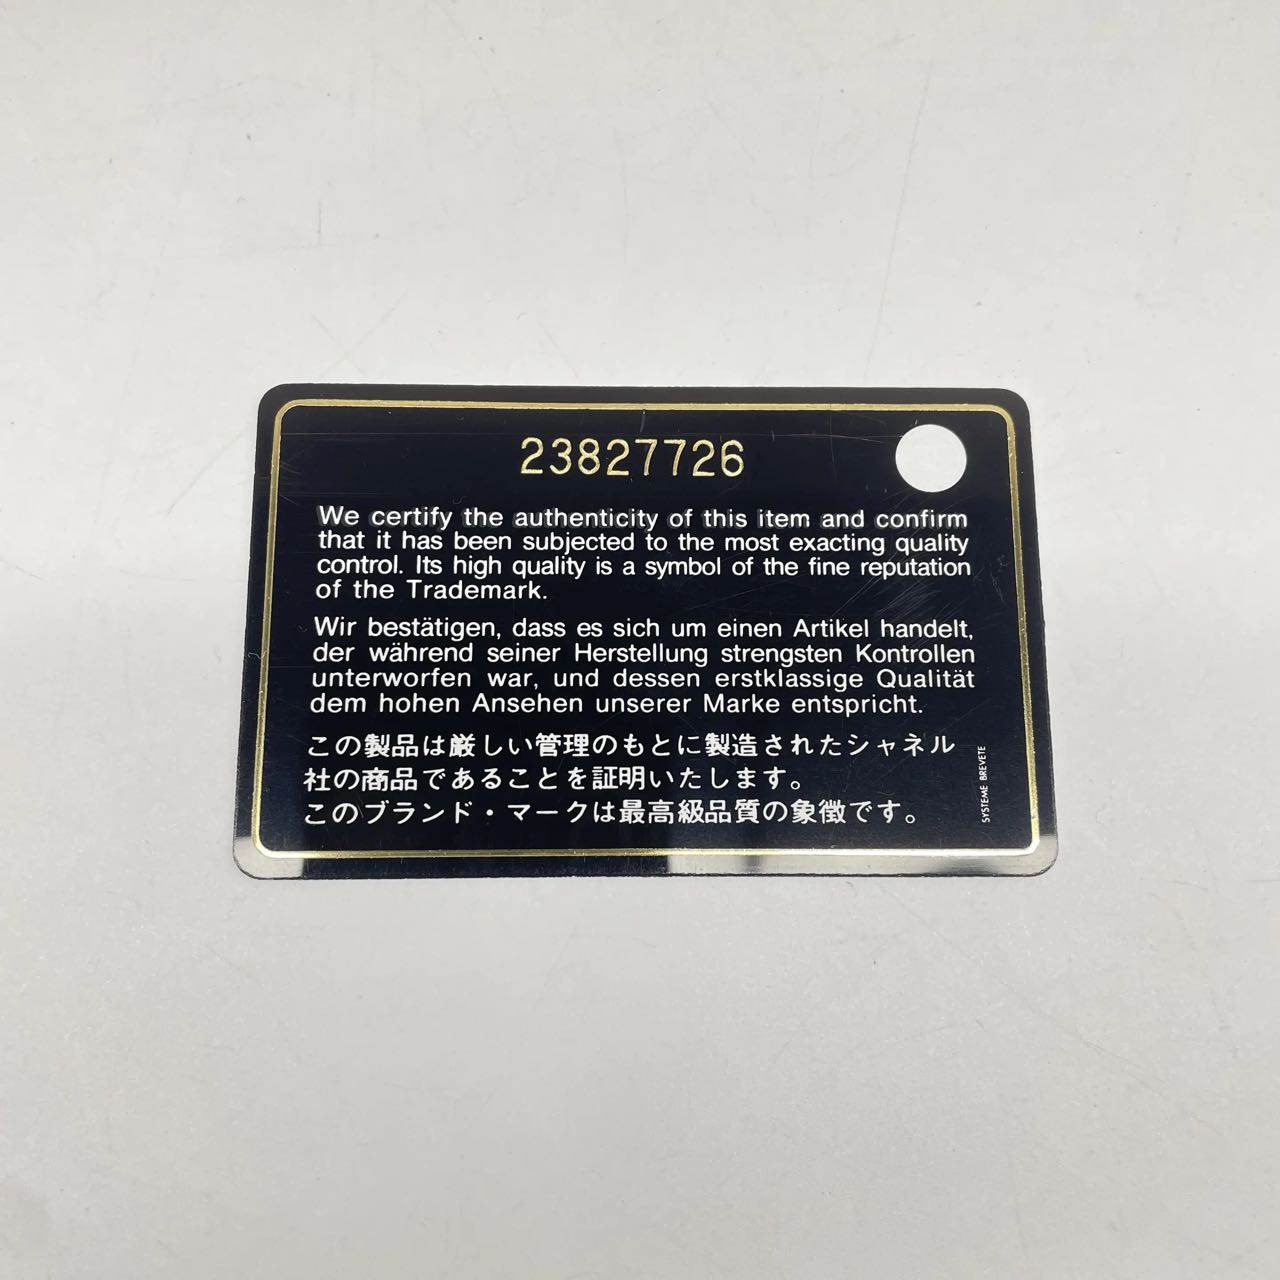 23827726
We certify the authenticity of this item and confirm
that it has been subjected to the most exacting quality
control. Its high quality is a symbol of the fine reputation
of the Trademark.
Wir bestätigen, dass es sich um einen Artikel handelt,
der während seiner Herstellung strengsten Kontrollen
unterworfen war, und dessen erstklassige Qualität
dem hohen Ansehen unserer Marke entspricht.
この製品は厳しい管理のもとに製造されたシャネル
社の商品であることを証明いたします。
このブランド・マークは最高級品質の象徴です。
SYSTEME BREVETE